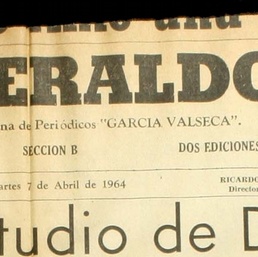 ERALDO
na de Periódicos "GARCIA VALSECA".
SECCION B DOS EDICIONES
artes 7 de Abril de 1964
RICARDO
Director
tudio de D